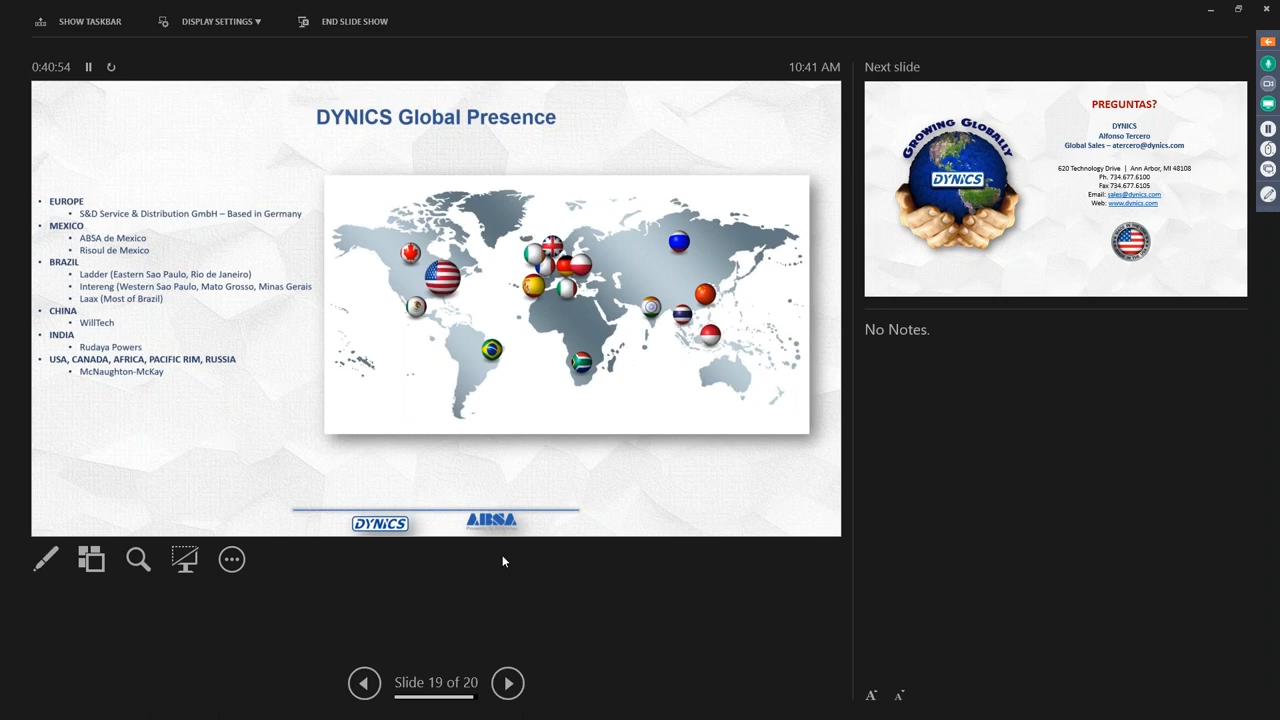 SHOW TASKBAR
DISPLAY SETTINGS ▼
END SLIDE SHOW
0:40:54
10:41 AM
DYNICS Global Presence
• EUROPE
• S&D Service & Distribution GmbH – Based in Germany
• MEXICO
• ABSA de Mexico
• Risoul de Mexico
• BRAZIL
• Ladder (Eastern Sao Paulo, Rio de Janeiro)
• Intereng (Western Sao Paulo, Mato Grosso, Minas Gerais
• Laax (Most of Brazil)
• CHINA
• WillTech
• INDIA
• Rudaya Powers
• USA, CANADA, AFRICA, PACIFIC RIM, RUSSIA
• McNaughton-McKay
DYNICS
ABSA
Slide 19 of 20
Next slide
GROWING GLOBALLY
DYNICS
PREGUNTAS?
DYNICS
Alfonso Tercero
Global Sales – atercero@dynics.com
620 Technology Drive | Ann Arbor, MI 48108
Ph. 734.677.6100
Fax 734.677.6105
Email: sales@dynics.com
Web: www.dynics.com
No Notes.
A A